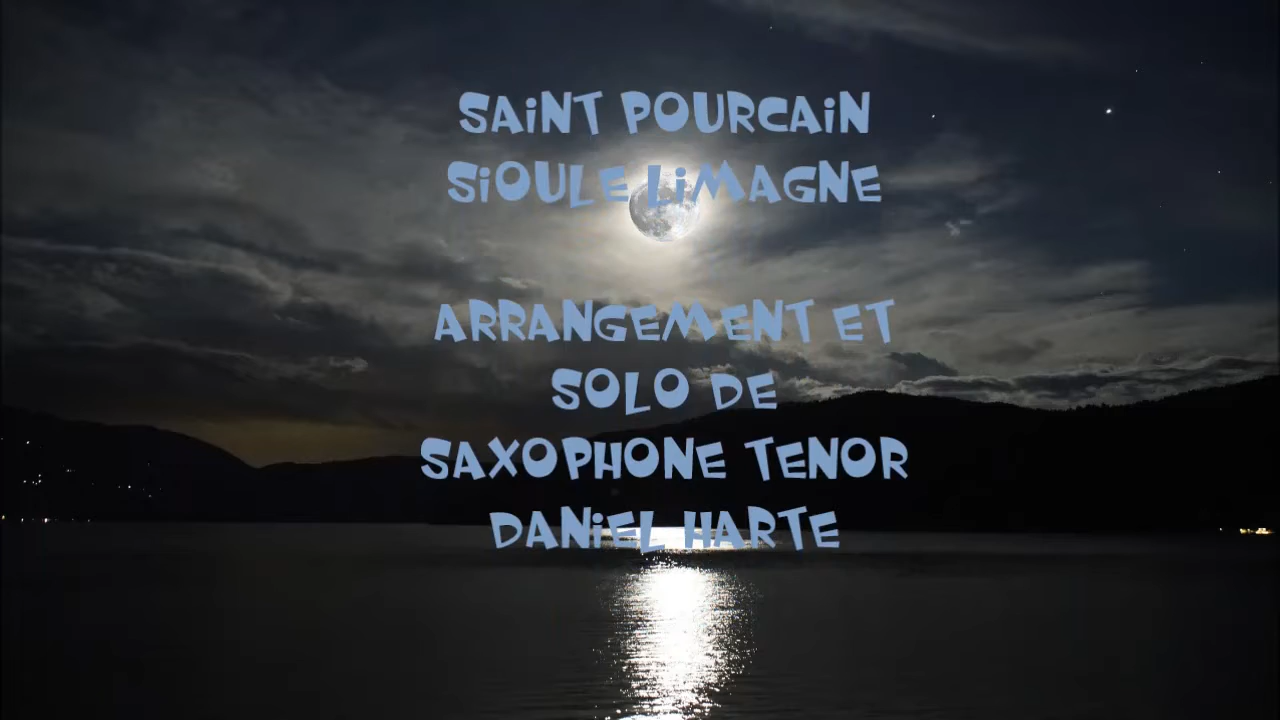 SAiNT POURCAiN
SiOULE LiMAGNE
ARRANGEMENT ET
SOLO DE
SAXOPHONE TENOR
DANiEL HARTE